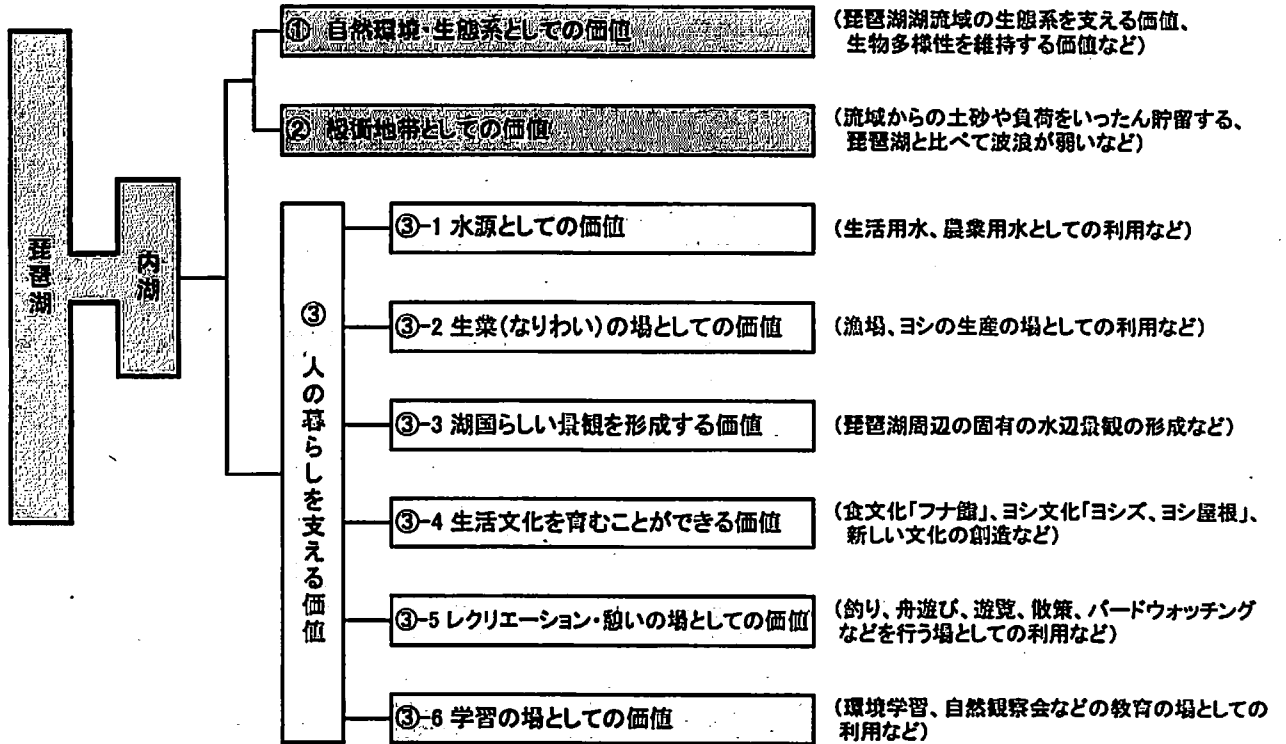 琵琶湖
内湖
① 自然環境・生態系としての価値
(琵琶湖湖流域の生態系を支える価値、
生物多様性を維持する価値など)
② 緩衝地帯としての価値
(流域からの土砂や負荷をいったん貯留する、
琵琶湖と比べて波浪が弱いなど)
③ 人の暮らしを支える価値
③-1 水源としての価値
(生活用水、農業用水としての利用など)
③-2 生業(なりわい)の場としての価値
(漁場、ヨシの生産の場としての利用など)
③-3 湖国らしい景観を形成する価値
(琵琶湖周辺の固有の水辺景観の形成など)
③-4 生活文化を育むことができる価値
(食文化「フナ鮨」、ヨシ文化「ヨシズ、ヨシ屋根」、
新しい文化の創造など)
③-5 レクリエーション・憩いの場としての価値
(釣り、舟遊び、遊覧、散策、バードウォッチング
などを行う場としての利用など)
③-6 学習の場としての価値
(環境学習、自然観察会などの教育の場としての
利用など)